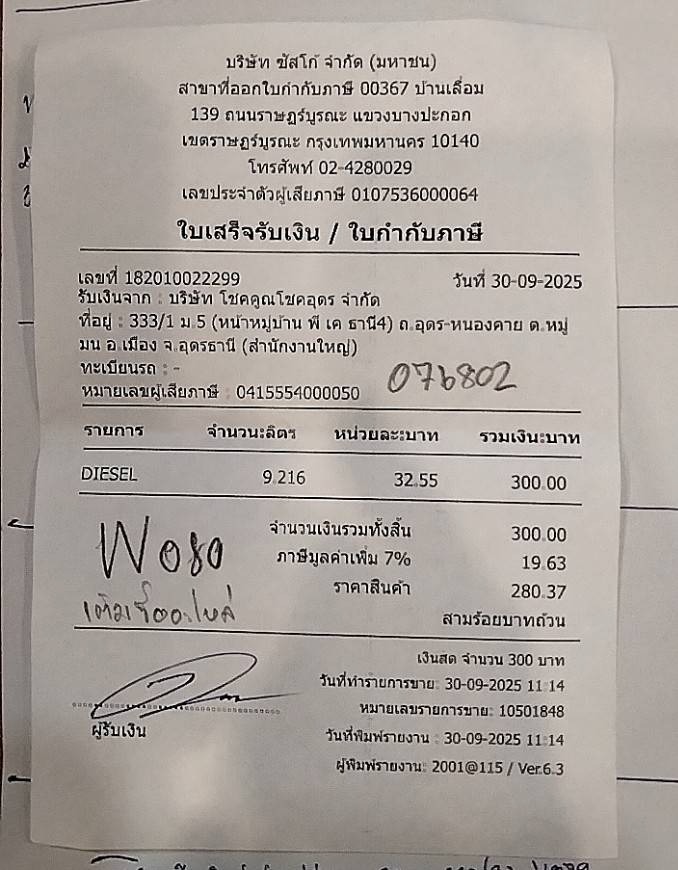 บริษัท ซัสโก้ จำกัด (มหาชน)
สาขาที่ออกใบกำกับภาษี 00367 บ้านเลื่อม
139 ถนนราษฏร์บูรณะ แขวงบางปะกอก
เขตราษฏร์บูรณะ กรุงเทพมหานคร 10140
โทรศัพท์ 02-4280029
เลขประจำตัวผู้เสียภาษี 0107536000064
ใบเสร็จรับเงิน / ใบกำกับภาษี
เลขที่ 182010022299 วันที่ 30-09-2025
รับเงินจาก : บริษัท โชคคูณโชคอุดร จำกัด
ที่อยู่ : 333/1 ม.5 (หน้าหมู่บ้าน พี เค ธานี4) ถ.อุดร-หนองคาย ต.หมู
มน อ.เมือง จ.อุดรธานี (สำนักงานใหญ่)
ทะเบียนรถ : -
หมายเลขผู้เสียภาษี : 0415554000050 076802
รายการ จำนวน:ลิตร หน่วยละ:บาท รวมเงิน:บาท
DIESEL 9.216 32.55 300.00
จำนวนเงินรวมทั้งสิ้น 300.00
W080 ภาษีมูลค่าเพิ่ม 7% 19.63
ราคาสินค้า 280.37
สามร้อยบาทถ้วน
เงินสด จำนวน 300 บาท
วันที่ทำรายการขาย: 30-09-2025 11:14
หมายเลขรายการขาย: 10501848
ผู้รับเงิน วันที่พิมพ์รายงาน : 30-09-2025 11:14
ผู้พิมพ์รายงาน: 2001@115 / Ver.6.3